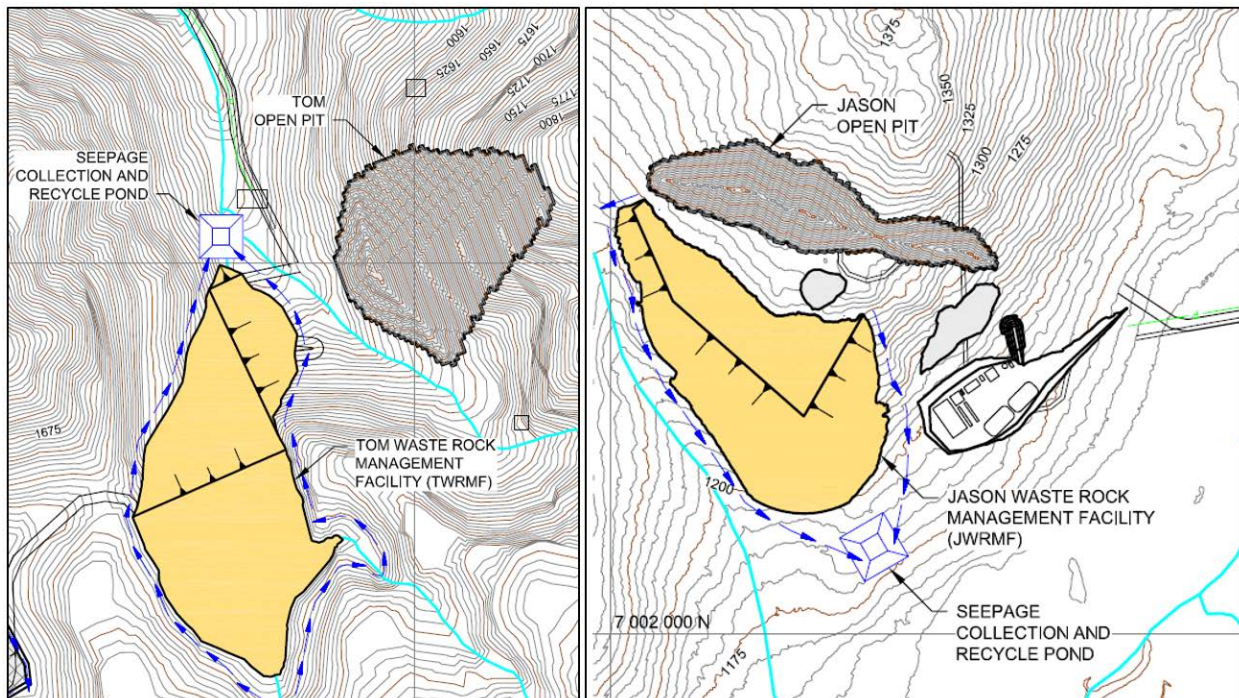 1600
1625
1650
1675
1700
1725
1750
1775
1800
TOM
OPEN PIT
SEEPAGE
COLLECTION AND
RECYCLE POND
1675
TOM WASTE ROCK
MANAGEMENT
FACILITY (TWRMF)
1375
1350
1325
1300
1275
JASON
OPEN PIT
1200
JASON WASTE ROCK
MANAGEMENT FACILITY
(JWRMF)
7 002 000 N
SEEPAGE
COLLECTION AND
RECYCLE POND
1175